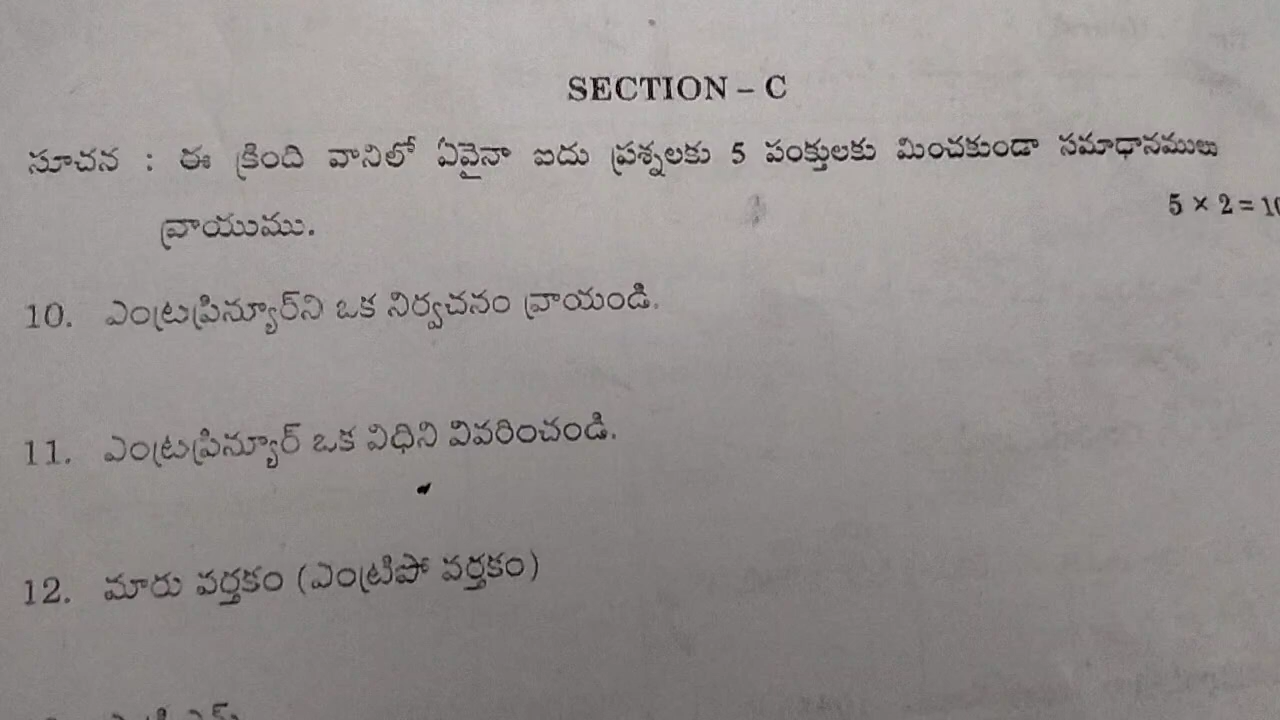 SECTION – C
సూచన : ఈ క్రింది వానిలో ఏవైనా ఐదు ప్రశ్నలకు 5 పంక్తులకు మించకుండా సమాధానములు
వ్రాయుము.
5 × 2 = 10
10. ఎంట్రప్రిన్యూర్‌ని ఒక నిర్వచనం వ్రాయండి.
11. ఎంట్రప్రిన్యూర్ ఒక విధిని వివరించండి.
12. మారు వర్తకం (ఎంట్రిపో వర్తకం)